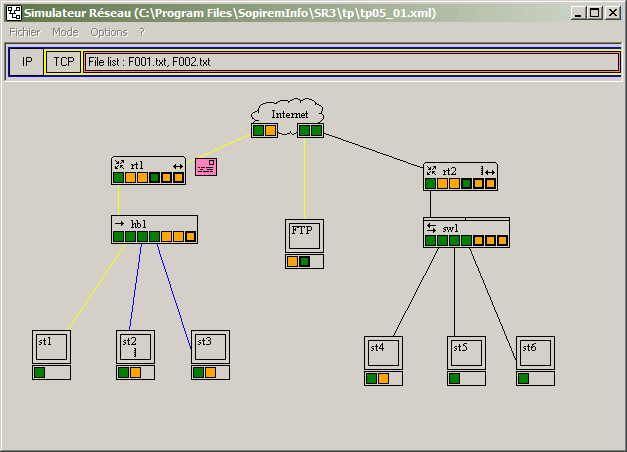 Simulateur Réseau (C:\Program Files\SopiremInfo\SR3\tp\tp05_01.xml)
Fichier Mode Options ?
IP TCP File list : F001.txt, F002.txt
Internet
rt1
rt2
hb1
FTP
sw1
st1
st2
st3
st4
st5
st6